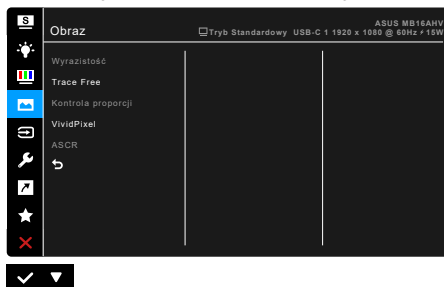 S
Obraz
ASUS MB16AHV
Tryb Standardowy USB-C 1 1920 x 1080 @ 60Hz 15W
Wyrazistość
Trace Free
Kontrola proporcji
VividPixel
ASCR